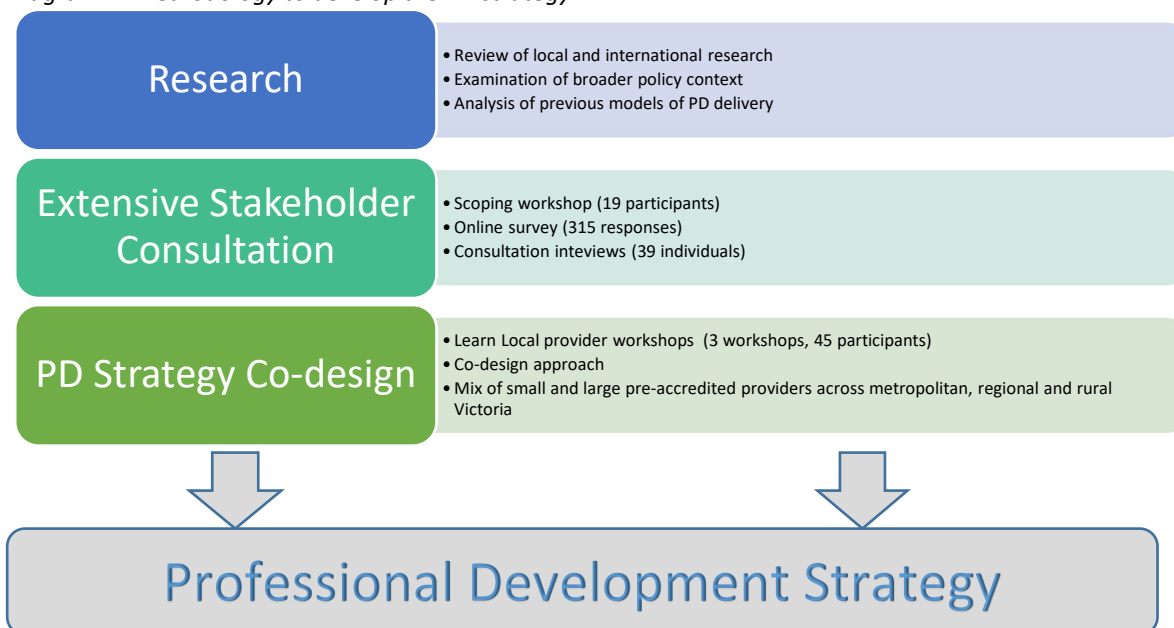 Research
• Review of local and international research
• Examination of broader policy context
• Analysis of previous models of PD delivery
Extensive Stakeholder
Consultation
• Scoping workshop (19 participants)
• Online survey (315 responses)
• Consultation inteviews (39 individuals)
PD Strategy Co-design
• Learn Local provider workshops (3 workshops, 45 participants)
• Co-design approach
• Mix of small and large pre-accredited providers across metropolitan, regional and rural
Victoria
Professional Development Strategy